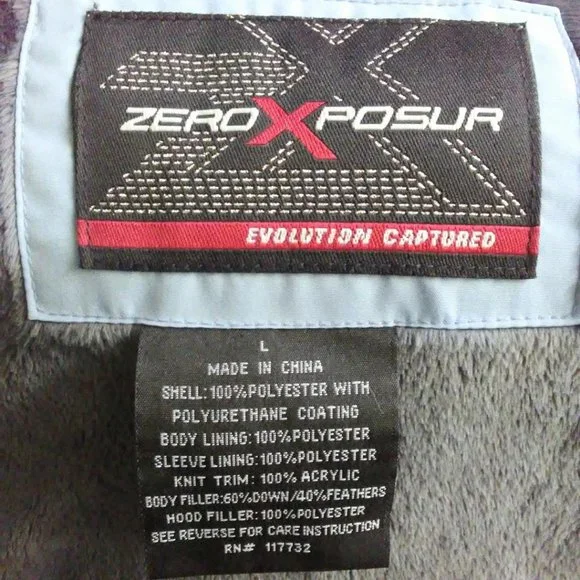 ZEROXPOSUR
EVOLUTION CAPTURED
L
MADE IN CHINA
SHELL: 100% POLYESTER WITH
POLYURETHANE COATING
BODY LINING: 100% POLYESTER
SLEEVE LINING: 100% POLYESTER
KNIT TRIM: 100% ACRYLIC
BODY FILLER: 60% DOWN/40% FEATHERS
HOOD FILLER: 100% POLYESTER
SEE REVERSE FOR CARE INSTRUCTION
RN# 117732